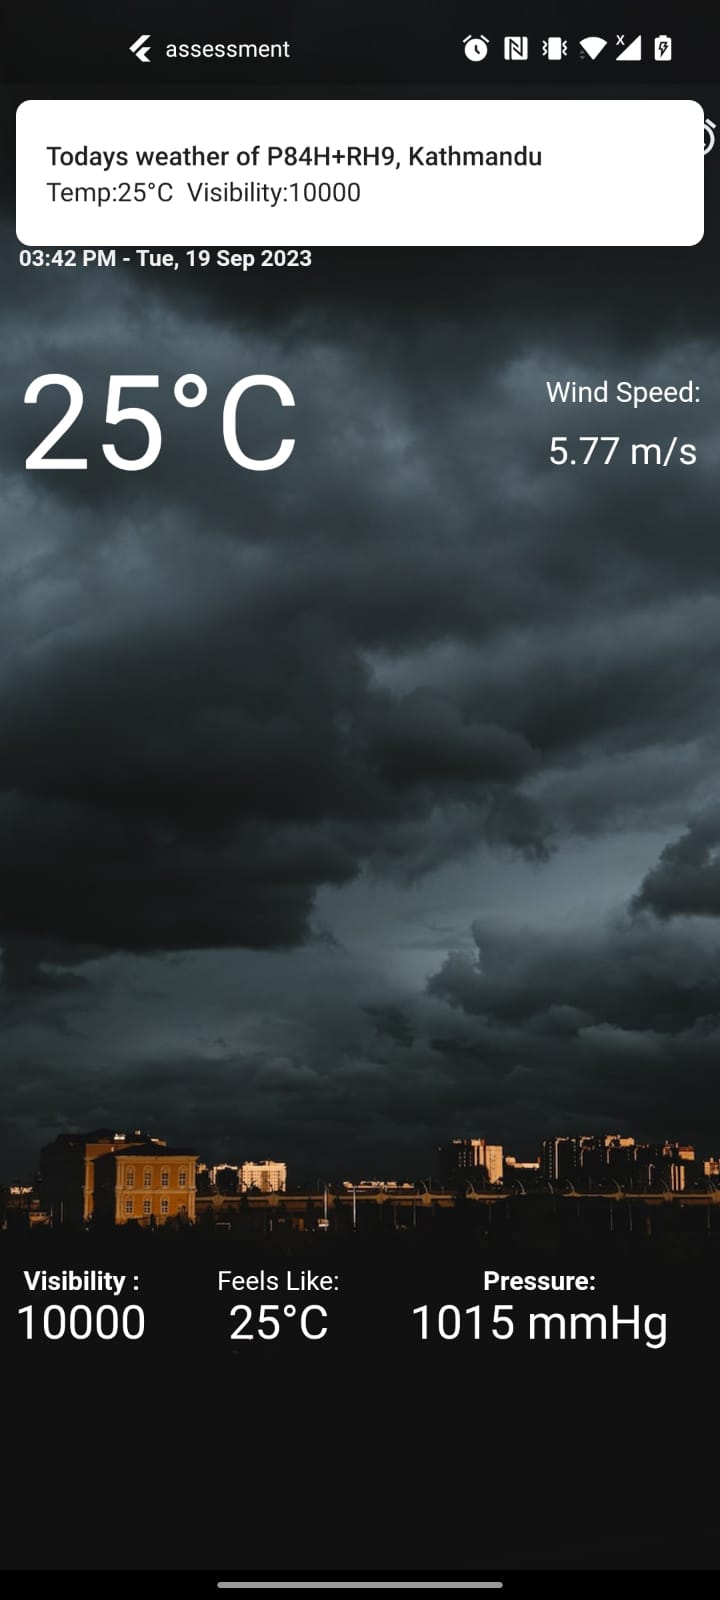 assessment
Todays weather of P84H+RH9, Kathmandu
Temp:25°C Visibility:10000
03:42 PM - Tue, 19 Sep 2023
25°C
Wind Speed:
5.77 m/s
Visibility :
Feels Like:
Pressure:
10000
25°C
1015 mmHg